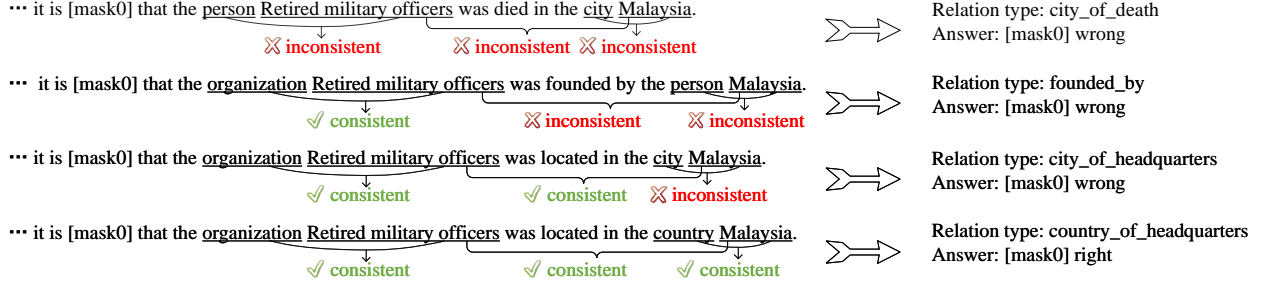 ··· it is [mask0] that the person Retired military officers was died in the city Malaysia.
inconsistent inconsistent inconsistent
Relation type: city_of_death
Answer: [mask0] wrong
··· it is [mask0] that the organization Retired military officers was founded by the person Malaysia.
consistent inconsistent inconsistent
Relation type: founded_by
Answer: [mask0] wrong
··· it is [mask0] that the organization Retired military officers was located in the city Malaysia.
consistent consistent inconsistent
Relation type: city_of_headquarters
Answer: [mask0] wrong
··· it is [mask0] that the organization Retired military officers was located in the country Malaysia.
consistent consistent consistent
Relation type: country_of_headquarters
Answer: [mask0] right